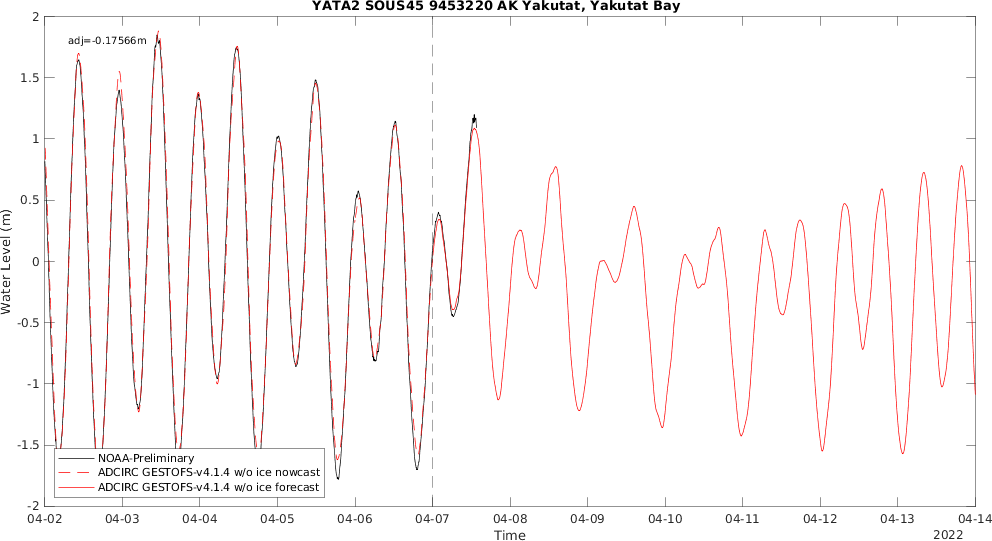 YATA2 SOUS45 9453220 AK Yakutat, Yakutat Bay
adj=-0.17566m
2
1.5
1
0.5
0
-0.5
-1
-1.5
-2
Water Level (m)
NOAA-Preliminary
ADCIRC GESTOFS-v4.1.4 w/o ice nowcast
ADCIRC GESTOFS-v4.1.4 w/o ice forecast
04-02 04-03 04-04 04-05 04-06 04-07 04-08 04-09 04-10 04-11 04-12 04-13 04-14
Time
2022